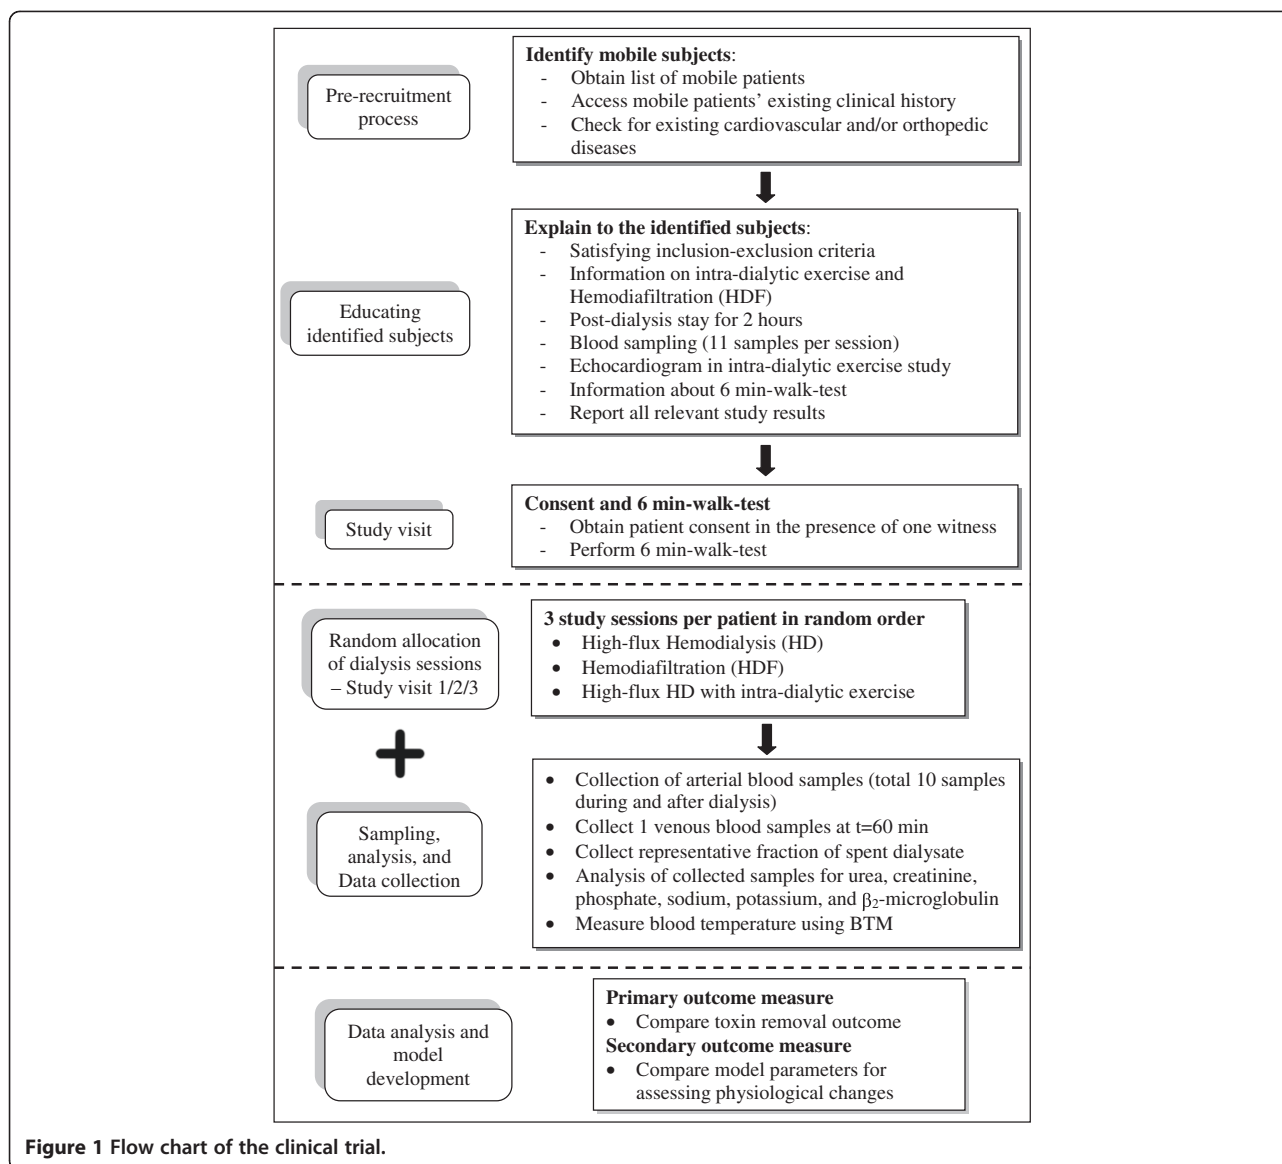 Pre-recruitment
process
Identify mobile subjects:
- Obtain list of mobile patients
- Access mobile patients’ existing clinical history
- Check for existing cardiovascular and/or orthopedic
diseases
Educating
identified subjects
Explain to the identified subjects:
- Satisfying inclusion-exclusion criteria
- Information on intra-dialytic exercise and
Hemodiafiltration (HDF)
- Post-dialysis stay for 2 hours
- Blood sampling (11 samples per session)
- Echocardiogram in intra-dialytic exercise study
- Information about 6 min-walk-test
- Report all relevant study results
Study visit
Consent and 6 min-walk-test
- Obtain patient consent in the presence of one witness
- Perform 6 min-walk-test
Random allocation
of dialysis sessions
– Study visit 1/2/3
3 study sessions per patient in random order
• High-flux Hemodialysis (HD)
• Hemodiafiltration (HDF)
• High-flux HD with intra-dialytic exercise
Sampling,
analysis, and
Data collection
• Collection of arterial blood samples (total 10 samples
during and after dialysis)
• Collect 1 venous blood samples at t=60 min
• Collect representative fraction of spent dialysate
• Analysis of collected samples for urea, creatinine,
phosphate, sodium, potassium, and β₂-microglobulin
• Measure blood temperature using BTM
Data analysis and
model
development
Primary outcome measure
• Compare toxin removal outcome
Secondary outcome measure
• Compare model parameters for
assessing physiological changes
Figure 1 Flow chart of the clinical trial.